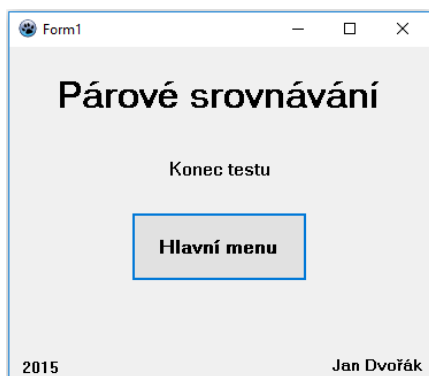 Form1
Párové srovnávání
Konec testu
Hlavní menu
2015 Jan Dvořák